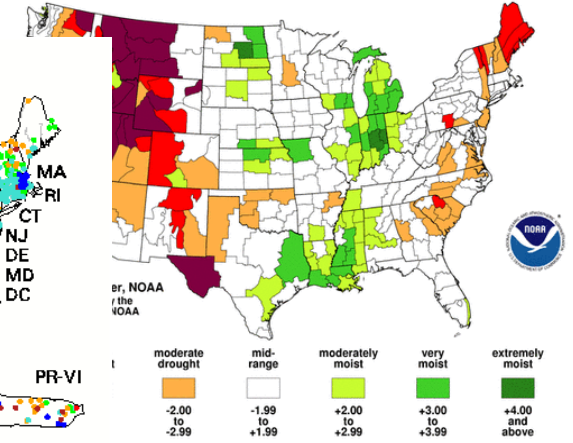 MA
RI
CT
NJ
DE
MD
DC
NOAA
er, NOAA
y the
NOAA
PR-VI
t
moderate
drought
-2.00
to
-2.99
mid-
range
-1.99
to
+1.99
moderately
moist
+2.00
to
+2.99
very
moist
+3.00
to
+3.99
extremely
moist
+4.00
and
above